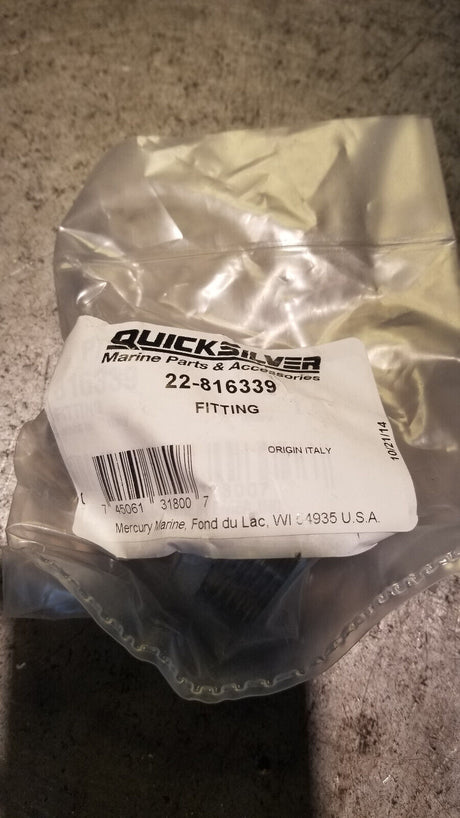 QUICKSILVER
Marine Parts & Accessories
22-816339
FITTING
ORIGIN ITALY
10/21/14
7 45061 31800 7
Mercury Marine, Fond du Lac, WI 54935 U.S.A.